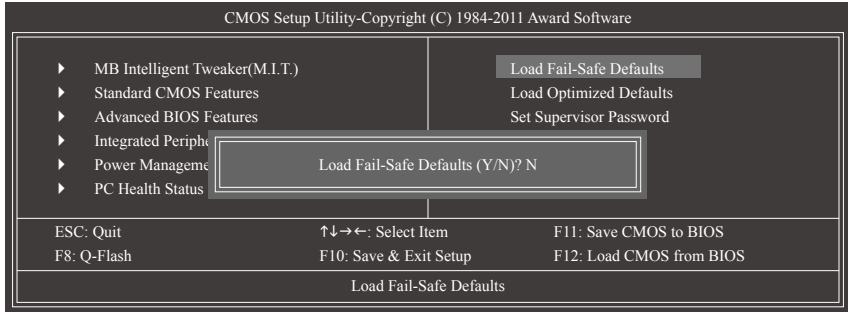 CMOS Setup Utility-Copyright (C) 1984-2011 Award Software
MB Intelligent Tweaker(M.I.T.)
Standard CMOS Features
Advanced BIOS Features
Integrated Periphe
Power Manageme
PC Health Status
Load Fail-Safe Defaults
Load Optimized Defaults
Set Supervisor Password
Load Fail-Safe Defaults (Y/N)? N
ESC: Quit ↑↓→←: Select Item F11: Save CMOS to BIOS
F8: Q-Flash F10: Save & Exit Setup F12: Load CMOS from BIOS
Load Fail-Safe Defaults